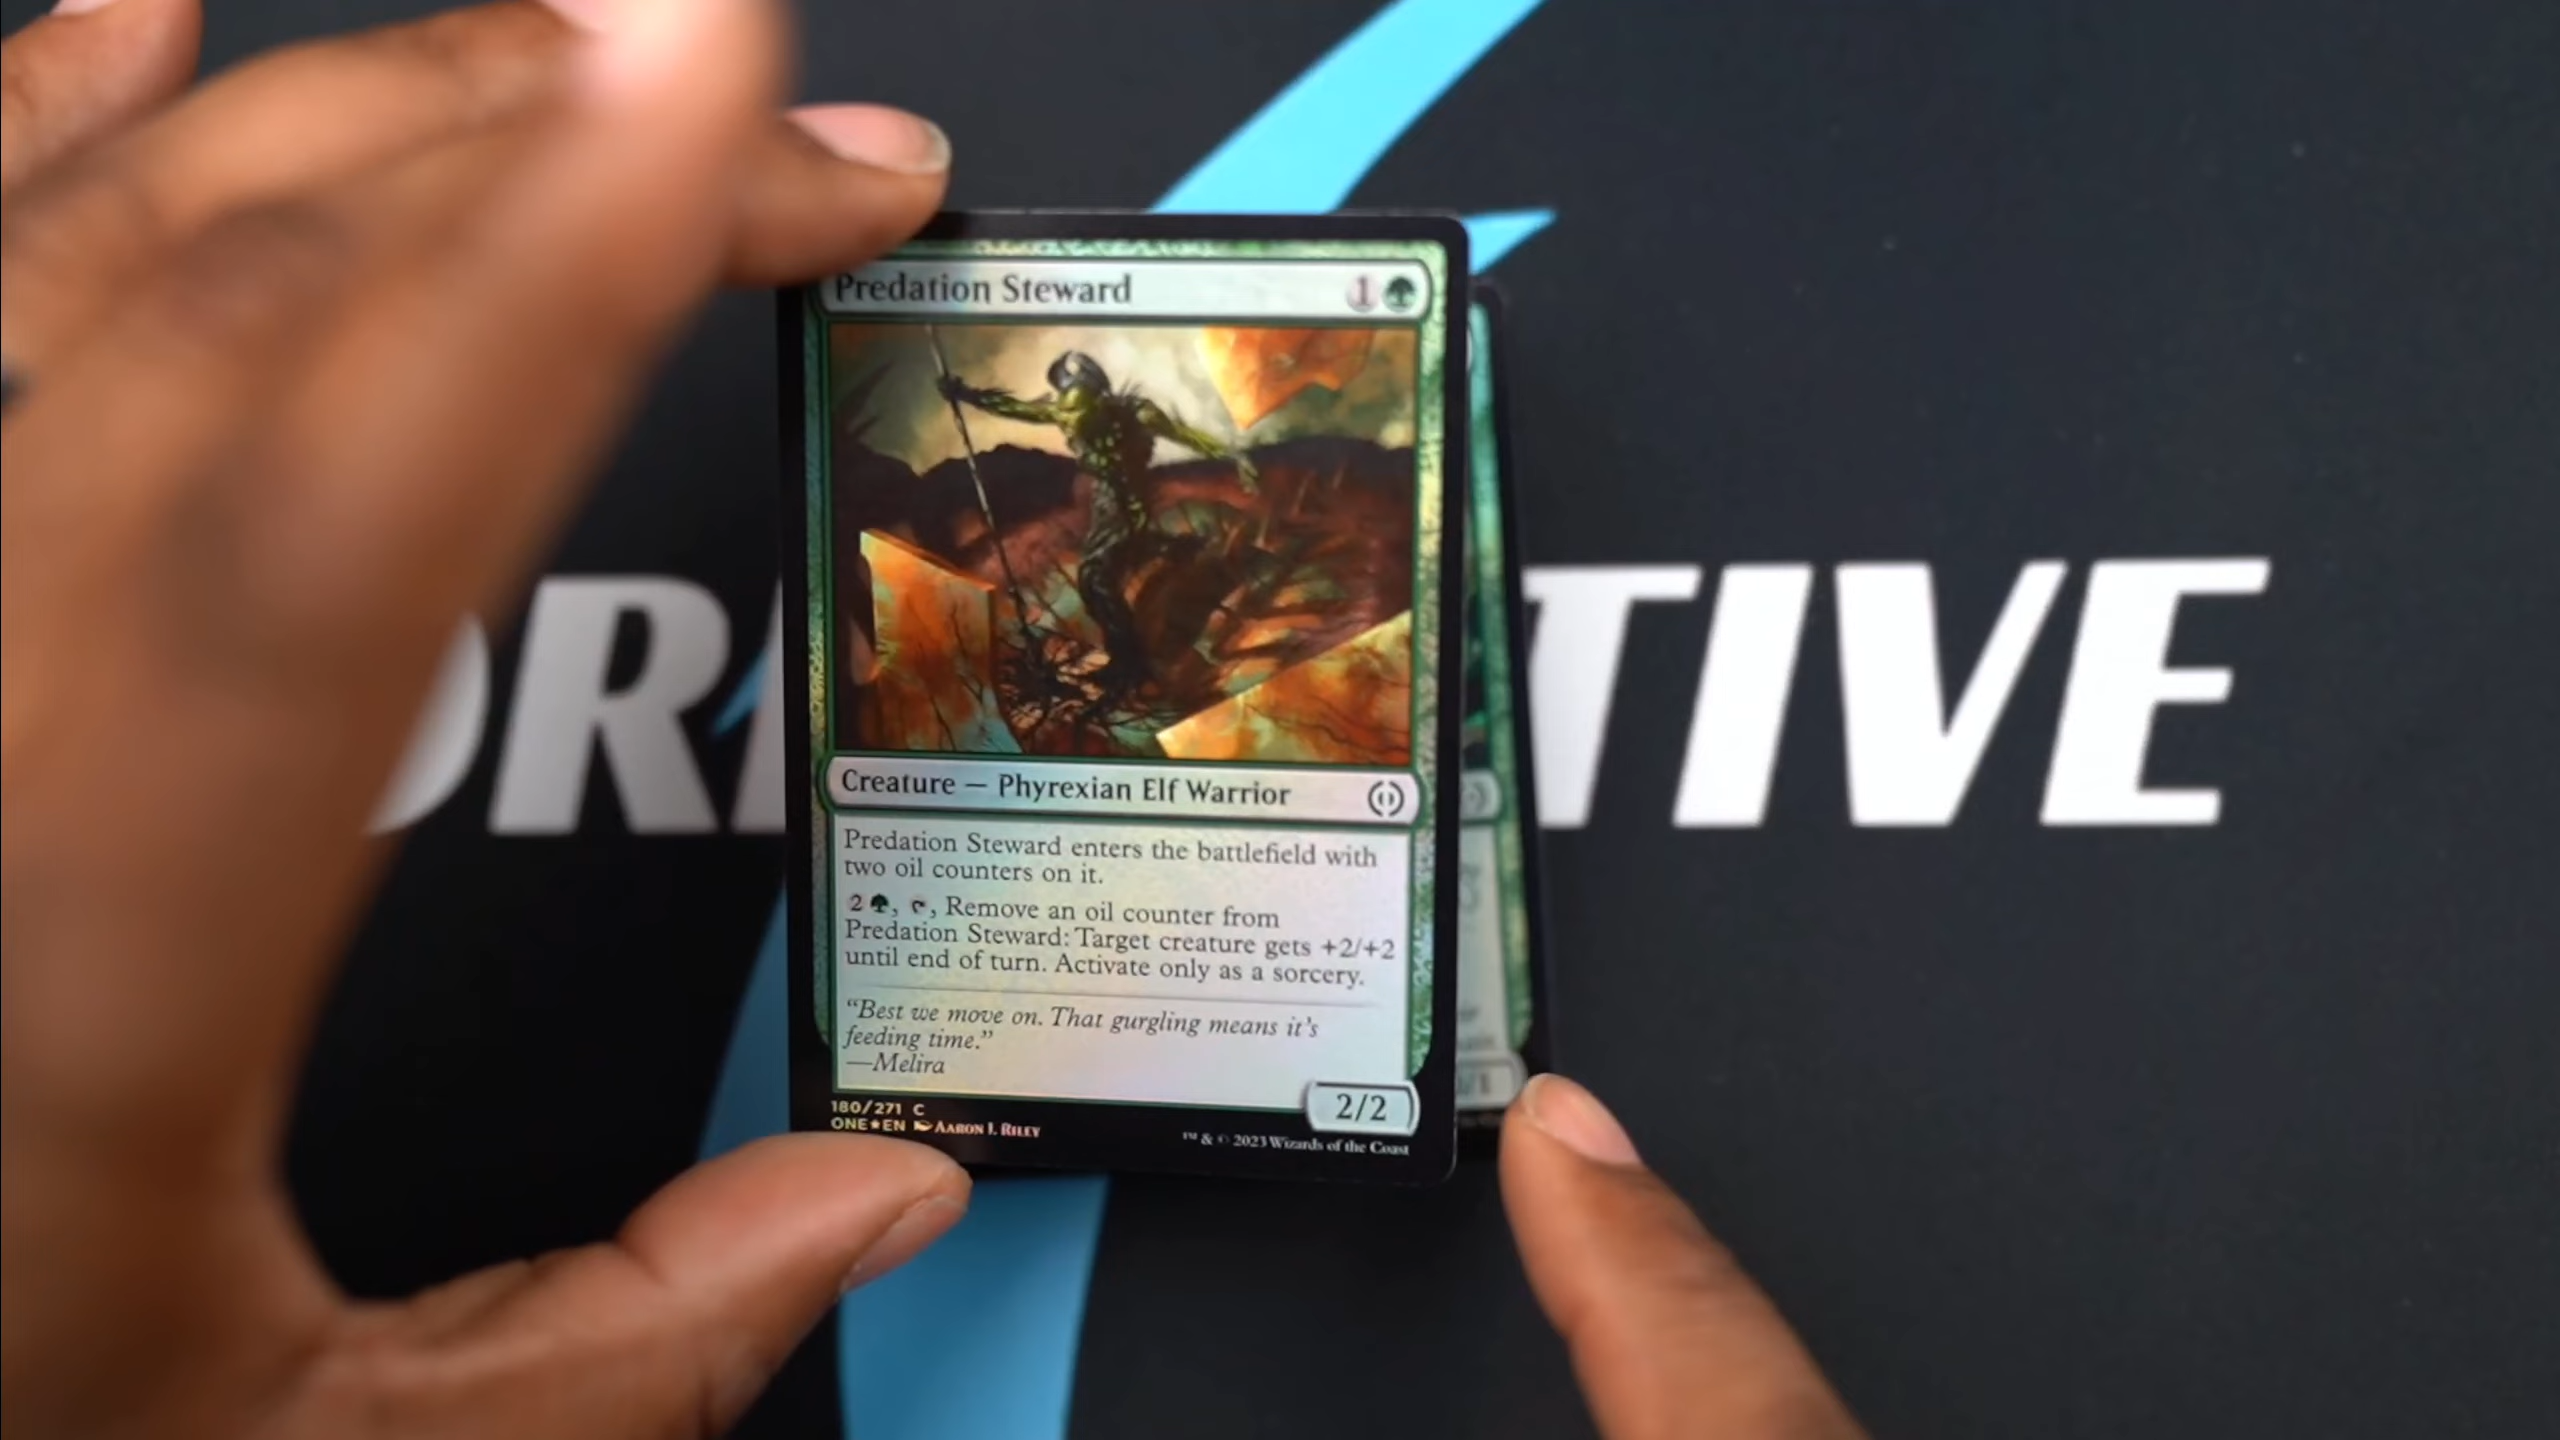 Predation Steward 1
Creature — Phyrexian Elf Warrior
Predation Steward enters the battlefield with
two oil counters on it.
2 , , Remove an oil counter from
Predation Steward: Target creature gets +2/+2
until end of turn. Activate only as a sorcery.
“Best we move on. That gurgling means it’s
feeding time.”
—Melira
2/2
180/271 C
ONE★EN AARON J. RILEY
™ & © 2023 Wizards of the Coast
TIVE